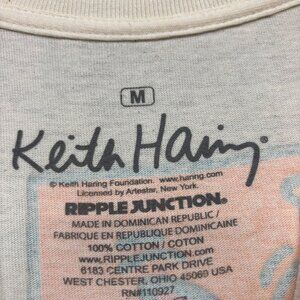 M
Keith Haring.
© Keith Haring Foundation. www.haring.com
Licensed by Artestar, New York.
RIPPLE JUNCTION®
MADE IN DOMINICAN REPUBLIC /
FABRIQUE EN REPUBLIQUE DOMINICAINE
100% COTTON / COTON
www.RIPPLEJUNCTION.com
6183 CENTRE PARK DRIVE
WEST CHESTER, OHIO 45069 USA
RN#110927